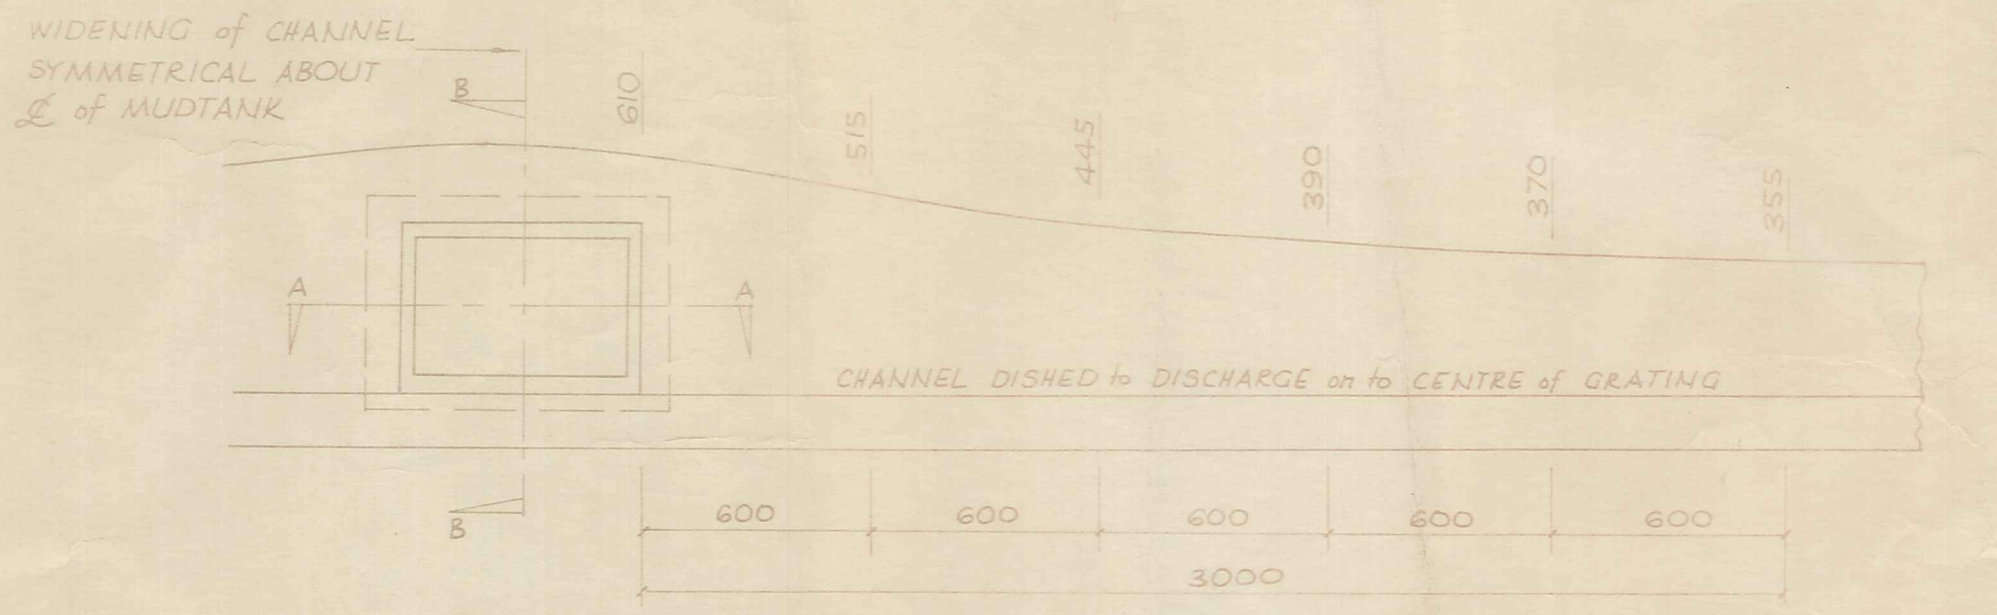 WIDENING of CHANNEL
SYMMETRICAL ABOUT
℄ of MUDTANK
B
610
515
445
390
370
355
A
A
CHANNEL DISHED to DISCHARGE on to CENTRE of GRATING
B
600
600
600
600
600
3000